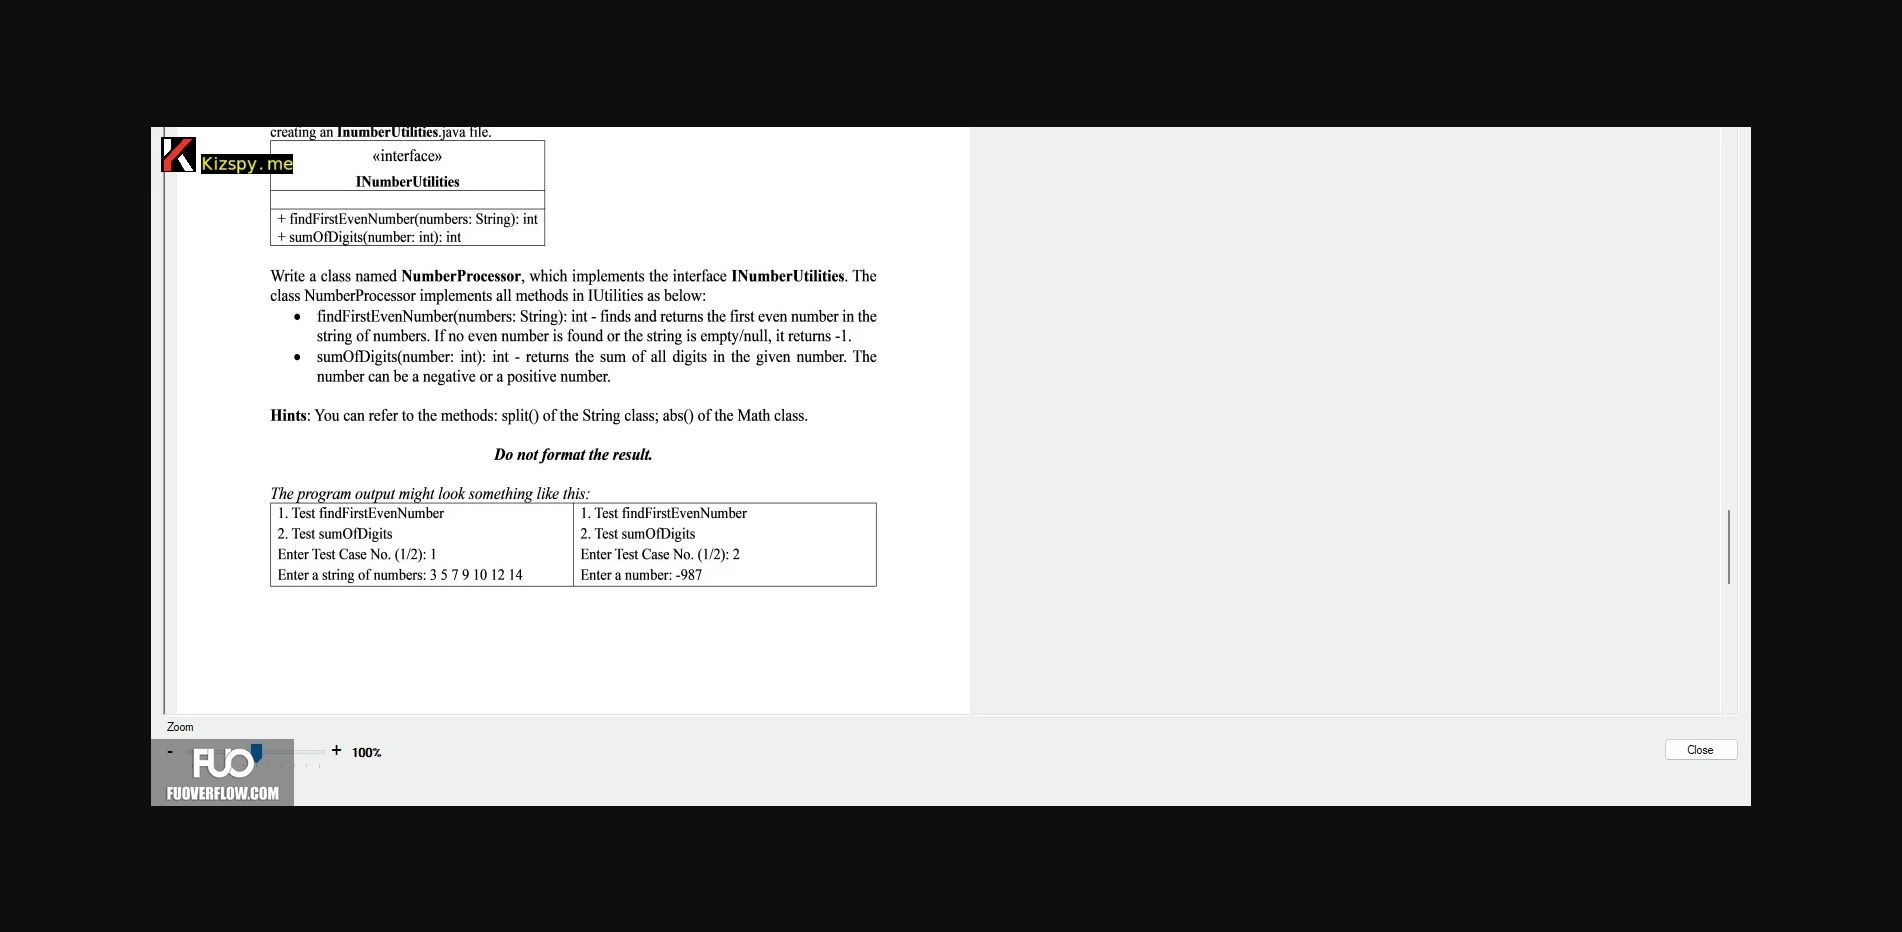 creating an InumberUtilities.java file.
Kizspy.me
«interface»
INumberUtilities
+ findFirstEvenNumber(numbers: String): int
+ sumOfDigits(number: int): int
Write a class named NumberProcessor, which implements the interface INumberUtilities. The
class NumberProcessor implements all methods in IUtilities as below:
• findFirstEvenNumber(numbers: String): int - finds and returns the first even number in the
string of numbers. If no even number is found or the string is empty/null, it returns -1.
• sumOfDigits(number: int): int - returns the sum of all digits in the given number. The
number can be a negative or a positive number.
Hints: You can refer to the methods: split() of the String class; abs() of the Math class.
Do not format the result.
The program output might look something like this:
1. Test findFirstEvenNumber
2. Test sumOfDigits
Enter Test Case No. (1/2): 1
Enter a string of numbers: 3 5 7 9 10 12 14
1. Test findFirstEvenNumber
2. Test sumOfDigits
Enter Test Case No. (1/2): 2
Enter a number: -987
Zoom
- + 100%
Close
FUO
FUOVERFLOW.COM